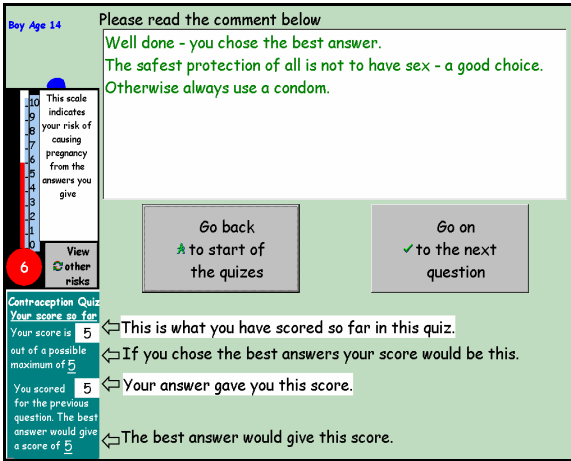 Boy Age 14
Please read the comment below
Well done - you chose the best answer.
The safest protection of all is not to have sex - a good choice.
Otherwise always use a condom.
10
9
8
7
6
5
4
3
2
1
0
This scale
indicates
your risk of
causing
pregnancy
from the
answers you
give
6
View
other
risks
Go back
to start of
the quizes
Go on
to the next
question
Contraception Quiz
Your score so far
Your score is 5
out of a possible
maximum of 5
You scored 5
for the previous
question. The best
answer would give
a score of 5
This is what you have scored so far in this quiz.
If you chose the best answers your score would be this.
Your answer gave you this score.
The best answer would give this score.